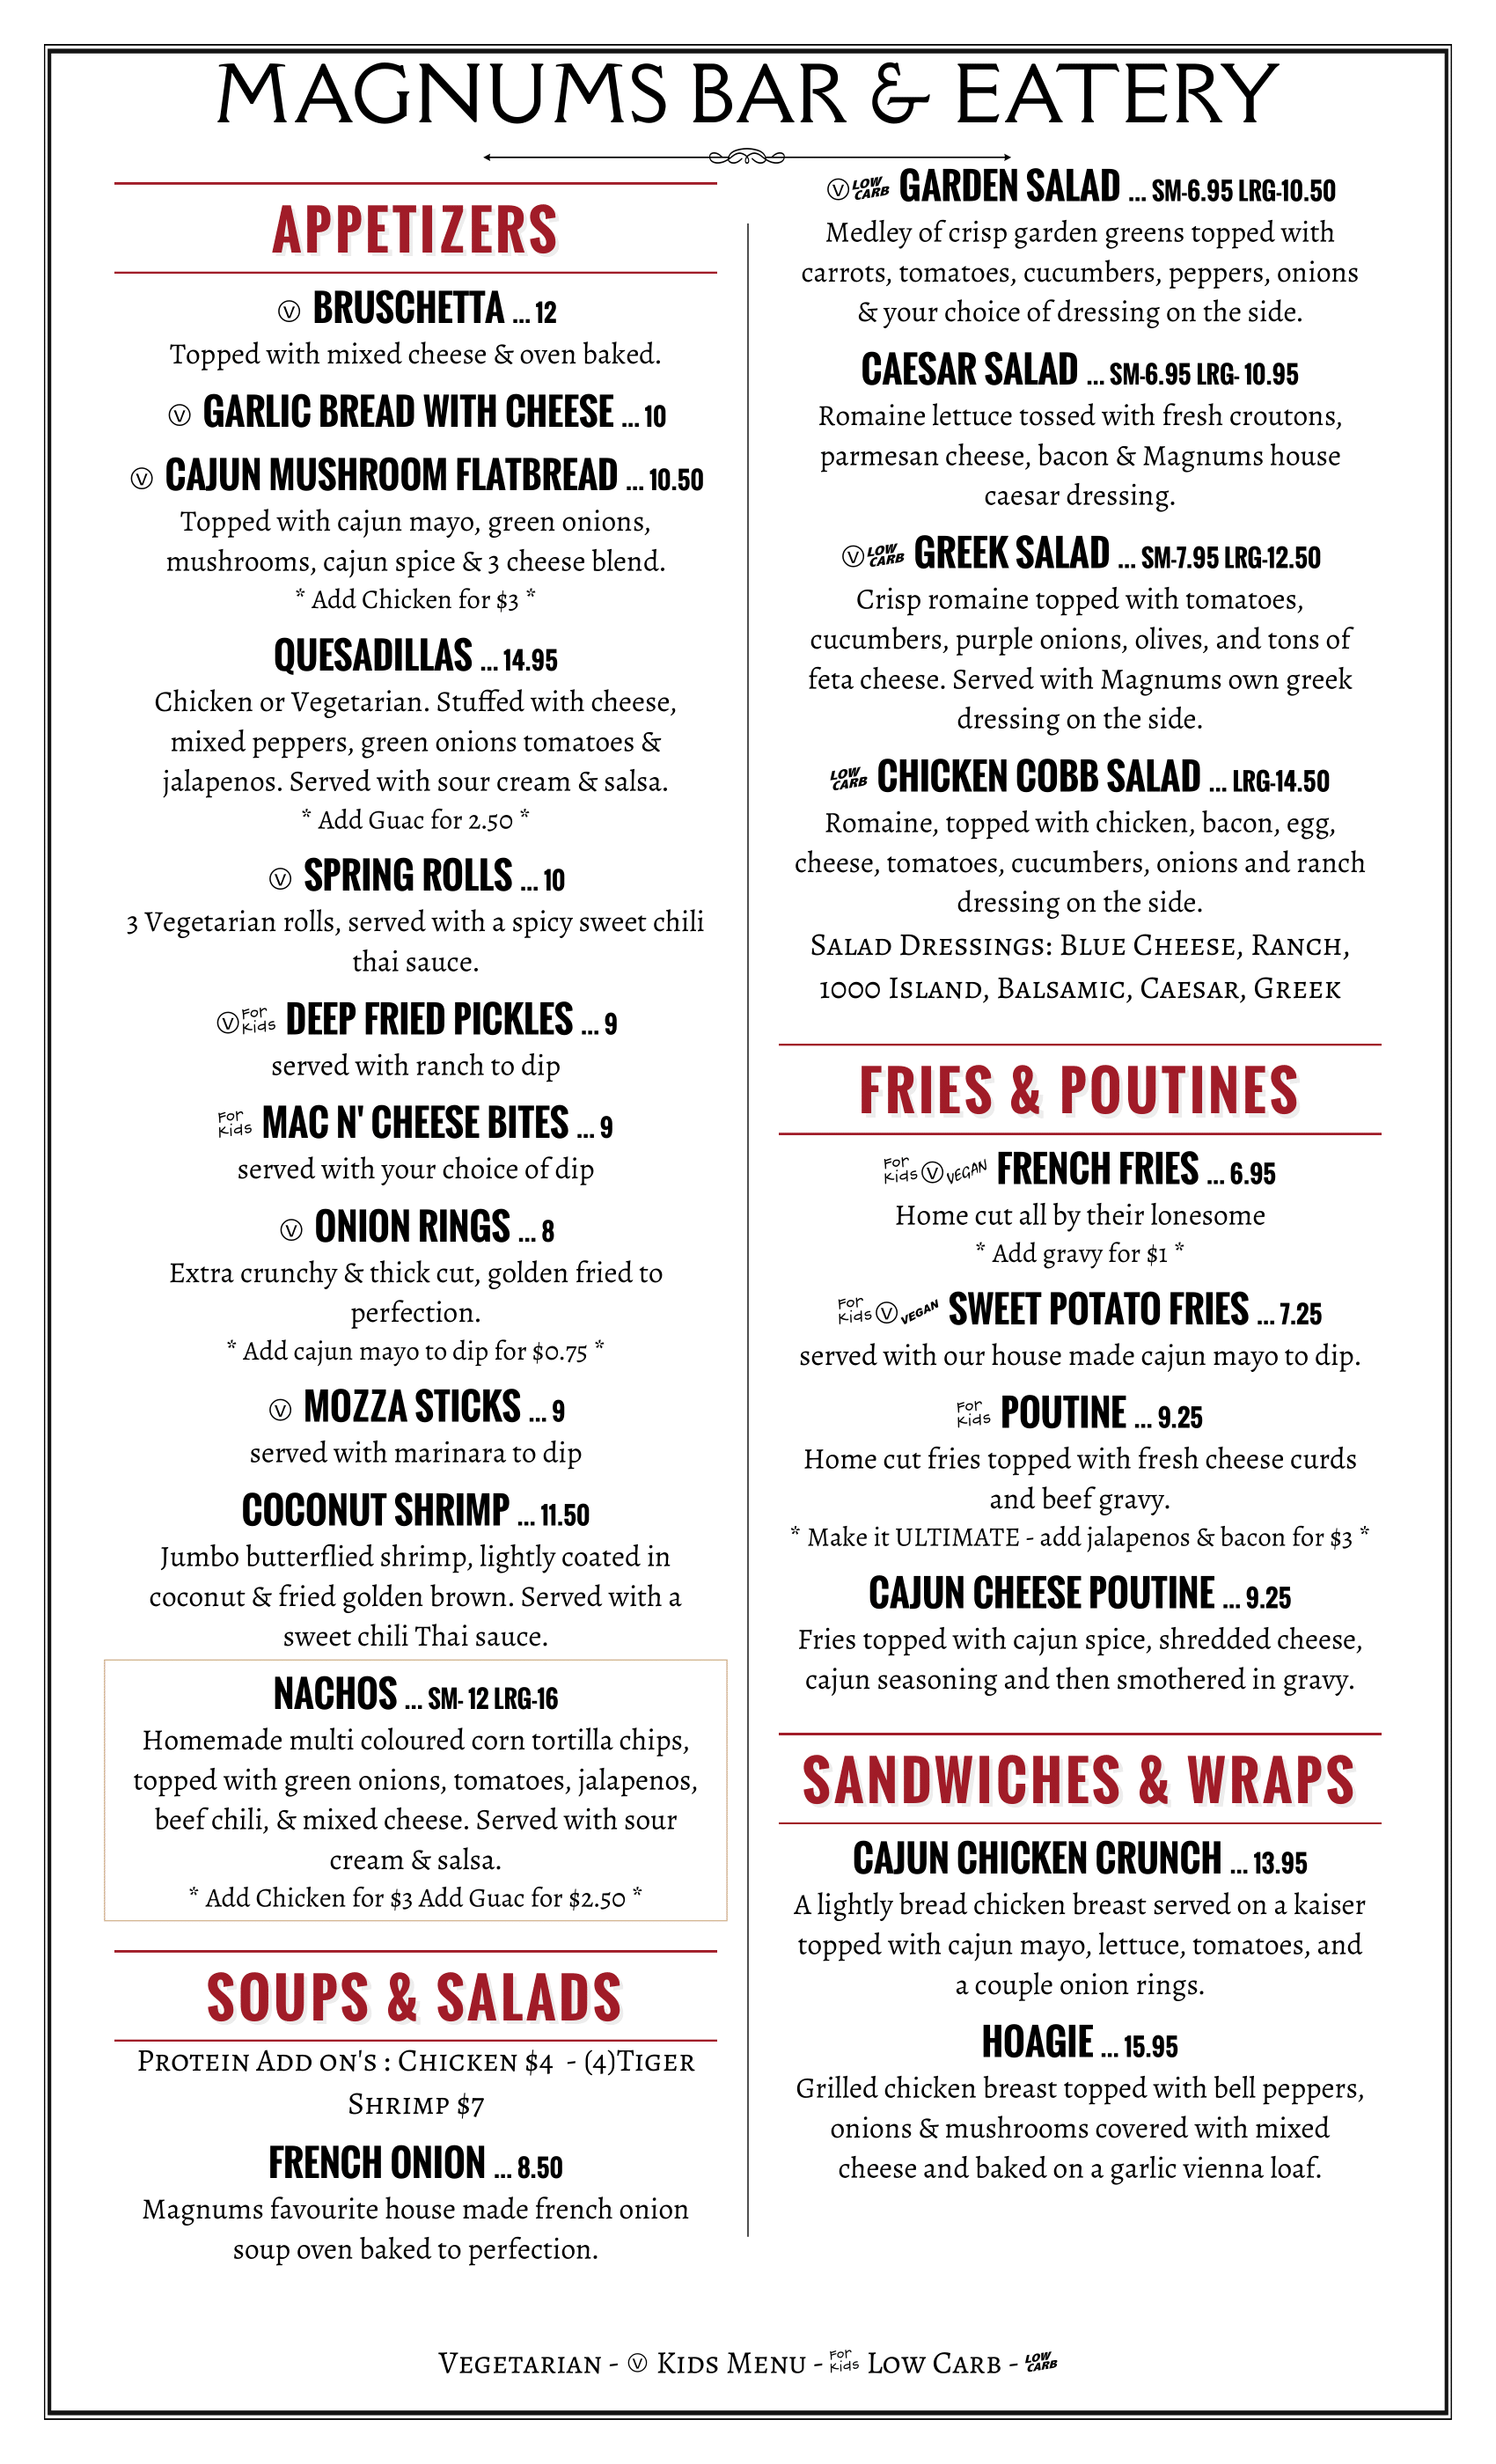 MAGNUMS BAR & EATERY
APPETIZERS
Ⓥ BRUSCHETTA ... 12
Topped with mixed cheese & oven baked.
Ⓥ GARLIC BREAD WITH CHEESE ... 10
Ⓥ CAJUN MUSHROOM FLATBREAD ... 10.50
Topped with cajun mayo, green onions,
mushrooms, cajun spice & 3 cheese blend.
* Add Chicken for $3 *
QUESADILLAS ... 14.95
Chicken or Vegetarian. Stuffed with cheese,
mixed peppers, green onions tomatoes &
jalapenos. Served with sour cream & salsa.
* Add Guac for 2.50 *
Ⓥ SPRING ROLLS ... 10
3 Vegetarian rolls, served with a spicy sweet chili
thai sauce.
Ⓥ For Kids DEEP FRIED PICKLES ... 9
served with ranch to dip
For Kids MAC N' CHEESE BITES ... 9
served with your choice of dip
Ⓥ ONION RINGS ... 8
Extra crunchy & thick cut, golden fried to
perfection.
* Add cajun mayo to dip for $0.75 *
Ⓥ MOZZA STICKS ... 9
served with marinara to dip
COCONUT SHRIMP ... 11.50
Jumbo butterflied shrimp, lightly coated in
coconut & fried golden brown. Served with a
sweet chili Thai sauce.
NACHOS ... SM- 12 LRG-16
Homemade multi coloured corn tortilla chips,
topped with green onions, tomatoes, jalapenos,
beef chili, & mixed cheese. Served with sour
cream & salsa.
* Add Chicken for $3 Add Guac for $2.50 *
SOUPS & SALADS
Protein Add on's : Chicken $4 - (4)Tiger
Shrimp $7
FRENCH ONION ... 8.50
Magnums favourite house made french onion
soup oven baked to perfection.
Ⓥ LOW CARB GARDEN SALAD ... SM-6.95 LRG-10.50
Medley of crisp garden greens topped with
carrots, tomatoes, cucumbers, peppers, onions
& your choice of dressing on the side.
CAESAR SALAD ... SM-6.95 LRG- 10.95
Romaine lettuce tossed with fresh croutons,
parmesan cheese, bacon & Magnums house
caesar dressing.
Ⓥ LOW CARB GREEK SALAD ... SM-7.95 LRG-12.50
Crisp romaine topped with tomatoes,
cucumbers, purple onions, olives, and tons of
feta cheese. Served with Magnums own greek
dressing on the side.
LOW CARB CHICKEN COBB SALAD ... LRG-14.50
Romaine, topped with chicken, bacon, egg,
cheese, tomatoes, cucumbers, onions and ranch
dressing on the side.
Salad Dressings: Blue Cheese, Ranch,
1000 Island, Balsamic, Caesar, Greek
FRIES & POUTINES
For Kids Ⓥ VEGAN FRENCH FRIES ... 6.95
Home cut all by their lonesome
* Add gravy for $1 *
For Kids Ⓥ VEGAN SWEET POTATO FRIES ... 7.25
served with our house made cajun mayo to dip.
For Kids POUTINE ... 9.25
Home cut fries topped with fresh cheese curds
and beef gravy.
* Make it ULTIMATE - add jalapenos & bacon for $3 *
CAJUN CHEESE POUTINE ... 9.25
Fries topped with cajun spice, shredded cheese,
cajun seasoning and then smothered in gravy.
SANDWICHES & WRAPS
CAJUN CHICKEN CRUNCH ... 13.95
A lightly bread chicken breast served on a kaiser
topped with cajun mayo, lettuce, tomatoes, and
a couple onion rings.
HOAGIE ... 15.95
Grilled chicken breast topped with bell peppers,
onions & mushrooms covered with mixed
cheese and baked on a garlic vienna loaf.
Vegetarian - Ⓥ Kids Menu - For Kids Low Carb - LOW CARB